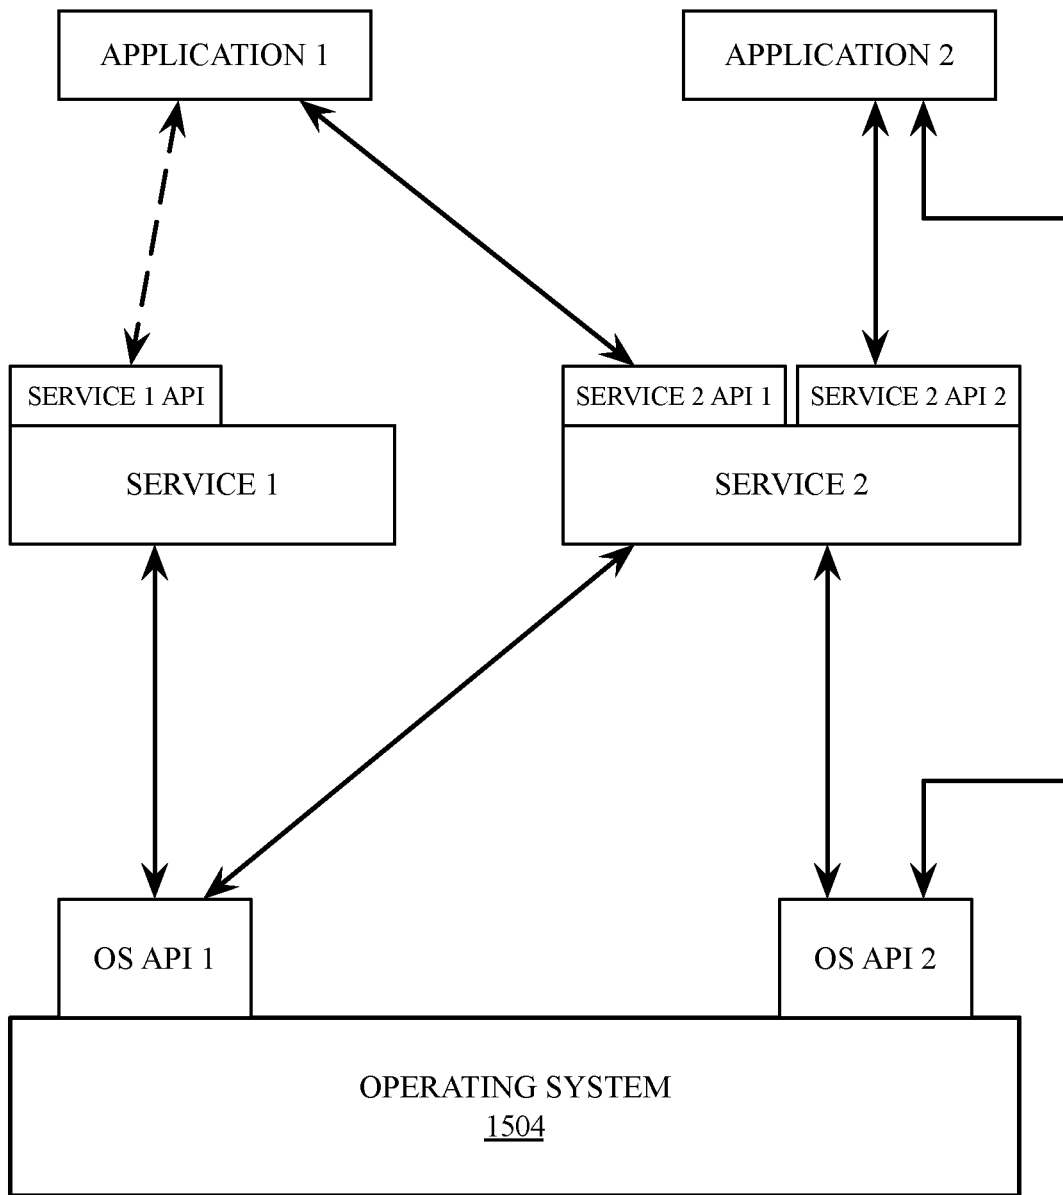 APPLICATION 1
APPLICATION 2
SERVICE 1 API
SERVICE 2 API 1
SERVICE 2 API 2
SERVICE 1
SERVICE 2
OS API 1
OS API 2
OPERATING SYSTEM
1504